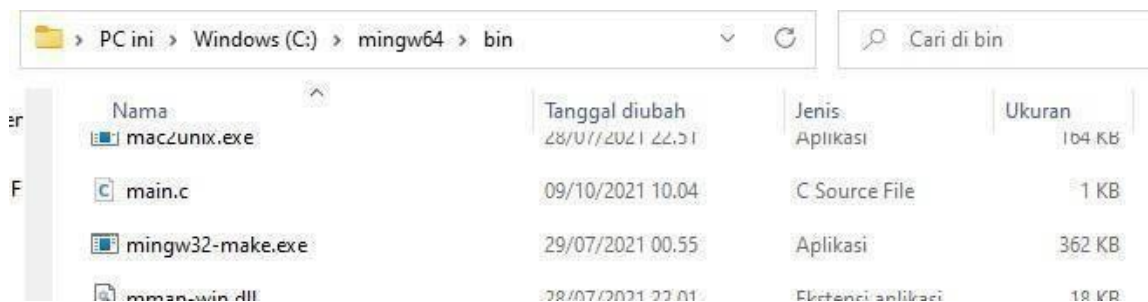 PC ini > Windows (C:) > mingw64 > bin Cari di bin
Nama Tanggal diubah Jenis Ukuran
mac2unix.exe 28/07/2021 22.51 Aplikasi 164 KB
F main.c 09/10/2021 10.04 C Source File 1 KB
mingw32-make.exe 29/07/2021 00.55 Aplikasi 362 KB
mman-win.dll 28/07/2021 22.01 Ekstensi aplikasi 18 KB